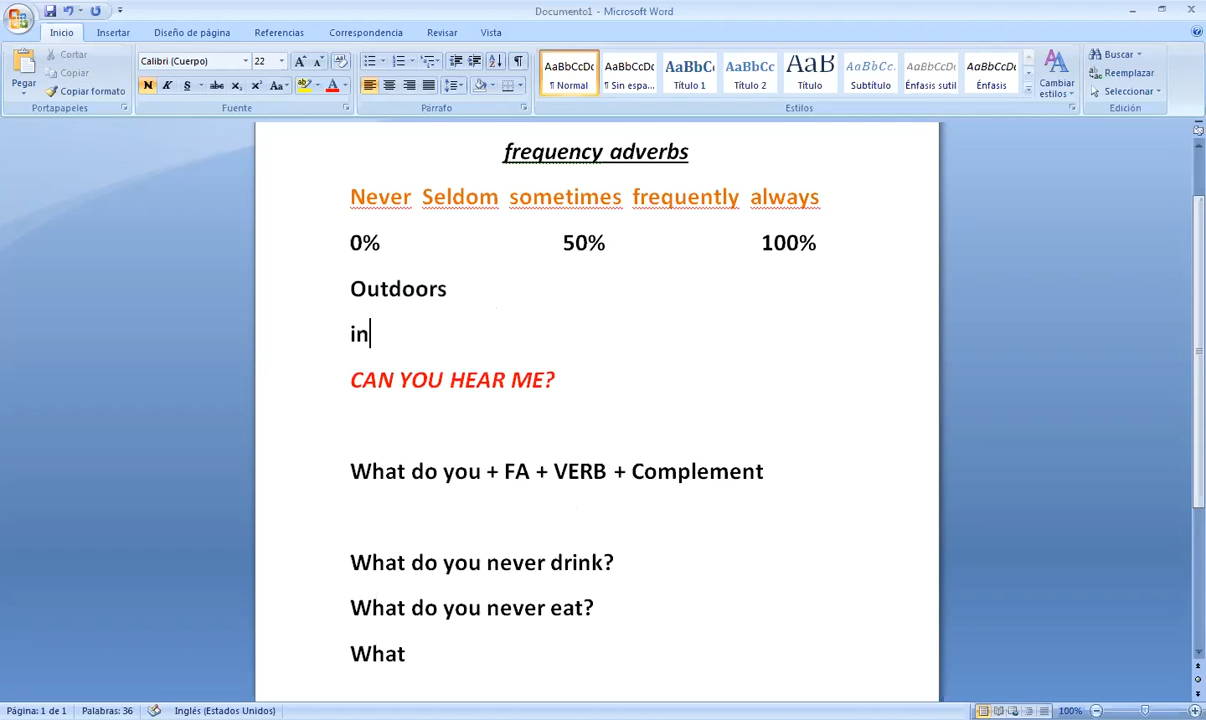 Documento1 - Microsoft Word
Inicio Insertar Diseño de página Referencias Correspondencia Revisar Vista
Pegar
Cortar
Copiar
Copiar formato
Portapapeles
Calibri (Cuerpo) 22
N K S abc x₂ x² Aa
Fuente
Párrafo
AaBbCcDc AaBbCcDc AaBbCc AaBbCc AaB AaBbCc. AaBbCcDc AaBbCcDc
¶ Normal ¶ Sin espa... Título 1 Título 2 Título Subtítulo Énfasis sutil Énfasis
Estilos
Cambiar estilos
Buscar
Reemplazar
Seleccionar
Edición
frequency adverbs
Never Seldom sometimes frequently always
0% 50% 100%
Outdoors
in
CAN YOU HEAR ME?
What do you + FA + VERB + Complement
What do you never drink?
What do you never eat?
What
Página: 1 de 1 Palabras: 36 Inglés (Estados Unidos) 100%